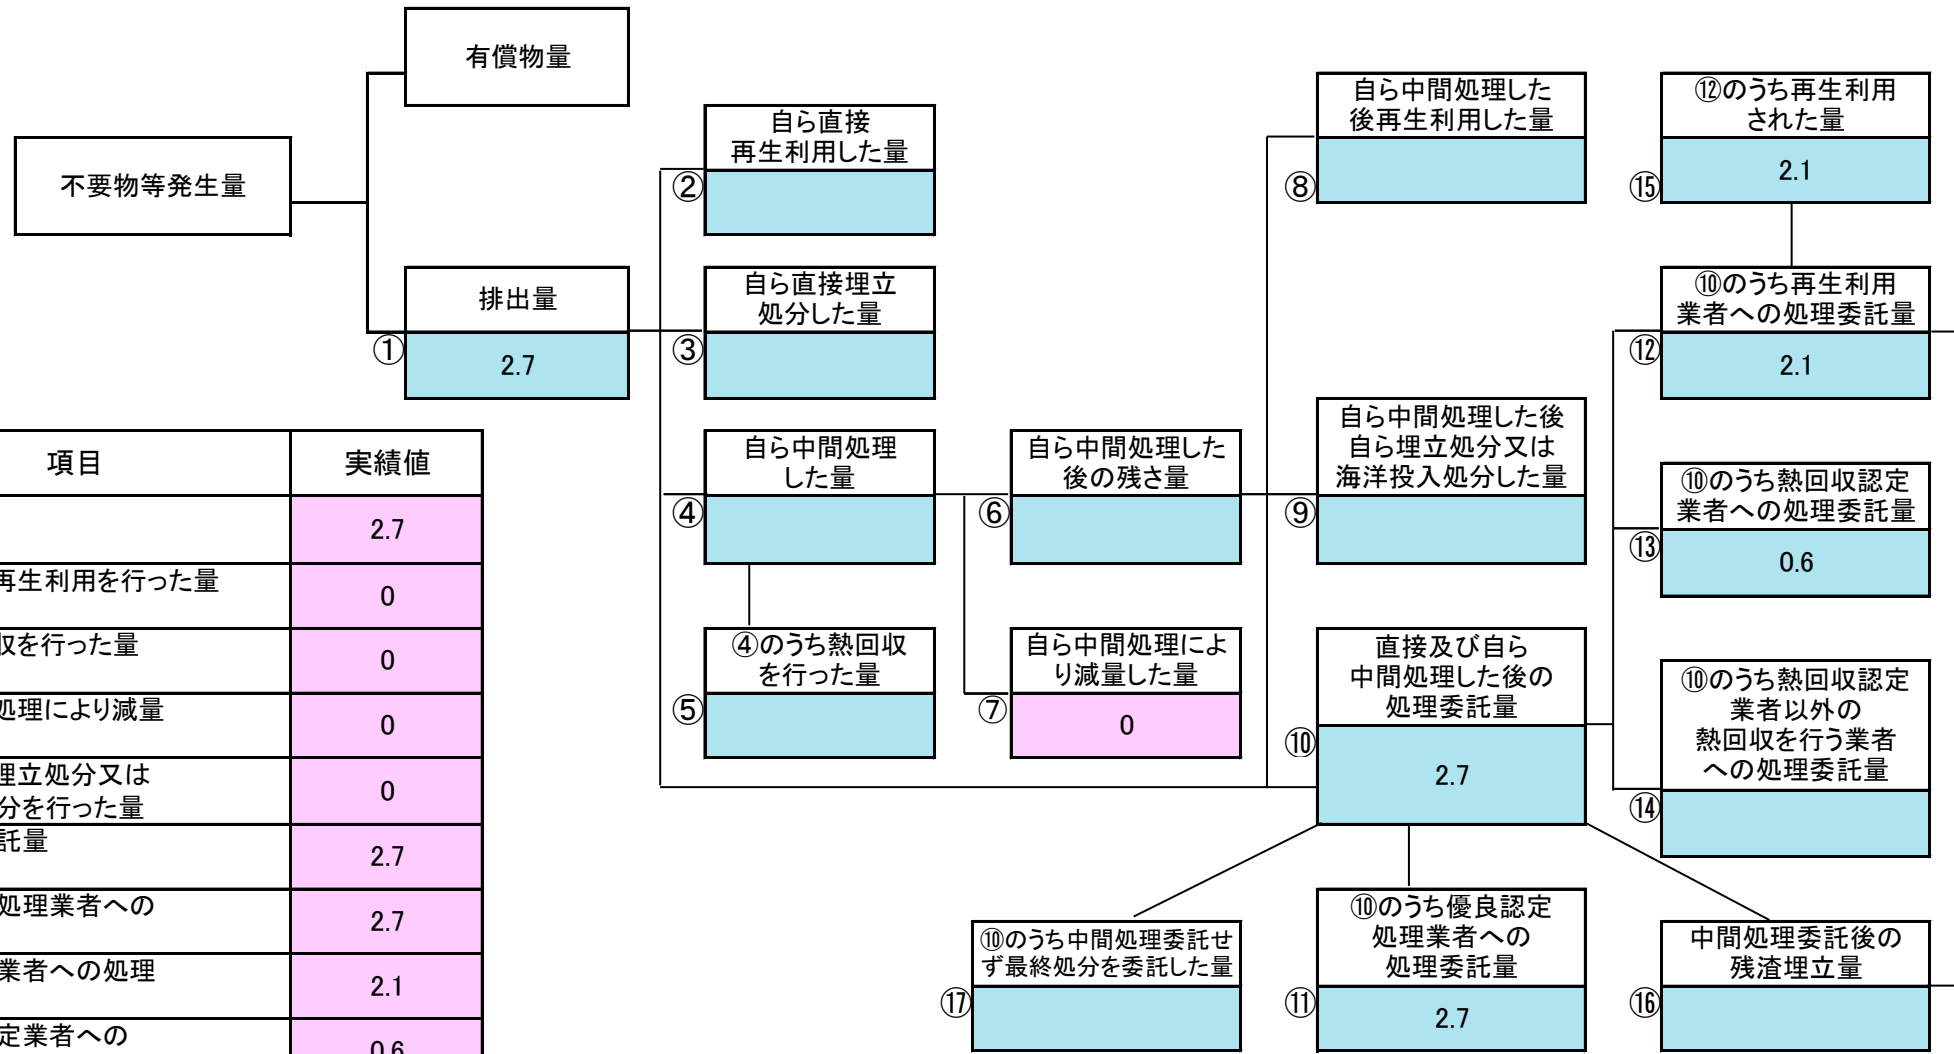 有償物量
不要物等発生量
排出量
①
2.7
自ら直接
再生利用した量
②
自ら直接埋立
処分した量
③
自ら中間処理
した量
④
④のうち熱回収
を行った量
⑤
自ら中間処理した
後の残さ量
⑥
自ら中間処理によ
り減量した量
⑦
0
自ら中間処理した
後再生利用した量
⑧
自ら中間処理した後
自ら埋立処分又は
海洋投入処分した量
⑨
直接及び自ら
中間処理した後の
処理委託量
⑩
2.7
⑫のうち再生利用
された量
⑮
2.1
⑩のうち再生利用
業者への処理委託量
⑫
2.1
⑩のうち熱回収認定
業者への処理委託量
⑬
0.6
⑩のうち熱回収認定
業者以外の
熱回収を行う業者
への処理委託量
⑭
⑩のうち中間処理委託せ
ず最終処分を委託した量
⑰
⑩のうち優良認定
処理業者への
処理委託量
⑪
2.7
中間処理委託後の
残渣埋立量
⑯
項目 実績値
2.7
再生利用を行った量 0
収を行った量 0
処理により減量 0
埋立処分又は
分を行った量 0
託量 2.7
処理業者への 2.7
業者への処理 2.1
定業者への 0.6